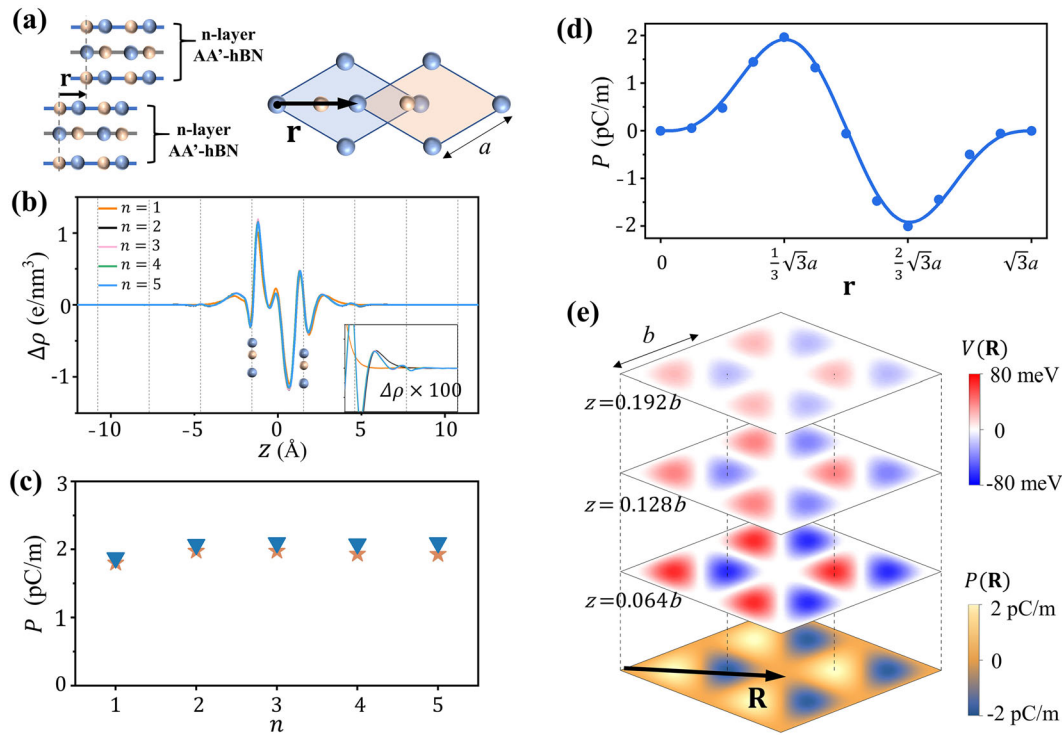 (a)
n-layer
AA'-hBN
r
n-layer
AA'-hBN
r
a
(b)
n = 1
n = 2
n = 3
n = 4
n = 5
1
0
-1
Δρ (e/nm³)
Δρ × 100
−10
−5
0
5
10
z (Å)
(c)
3
2
1
0
P (pC/m)
1
2
3
4
5
n
(d)
2
1
0
-1
-2
P (pC/m)
0
1/3 √3a
2/3 √3a
√3a
r
(e)
b
z=0.192b
z=0.128b
z=0.064b
R
V(R)
80 meV
0
-80 meV
P(R)
2 pC/m
0
-2 pC/m